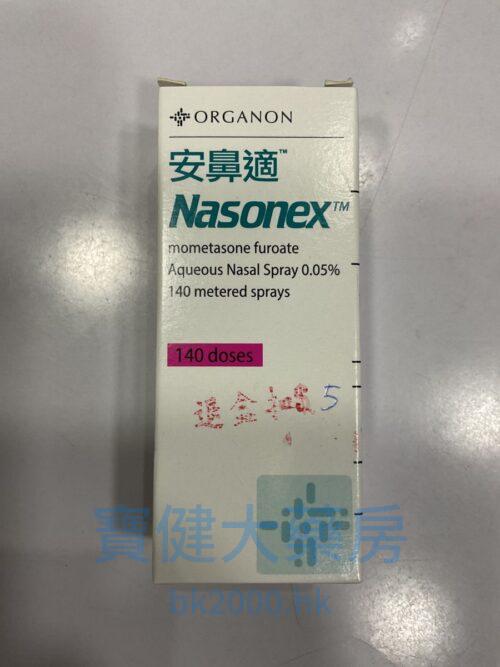 ORGANON
安鼻適™
Nasonex™
mometasone furoate
Aqueous Nasal Spray 0.05%
140 metered sprays
140 doses
5
寶健大藥房
bk2000.hk